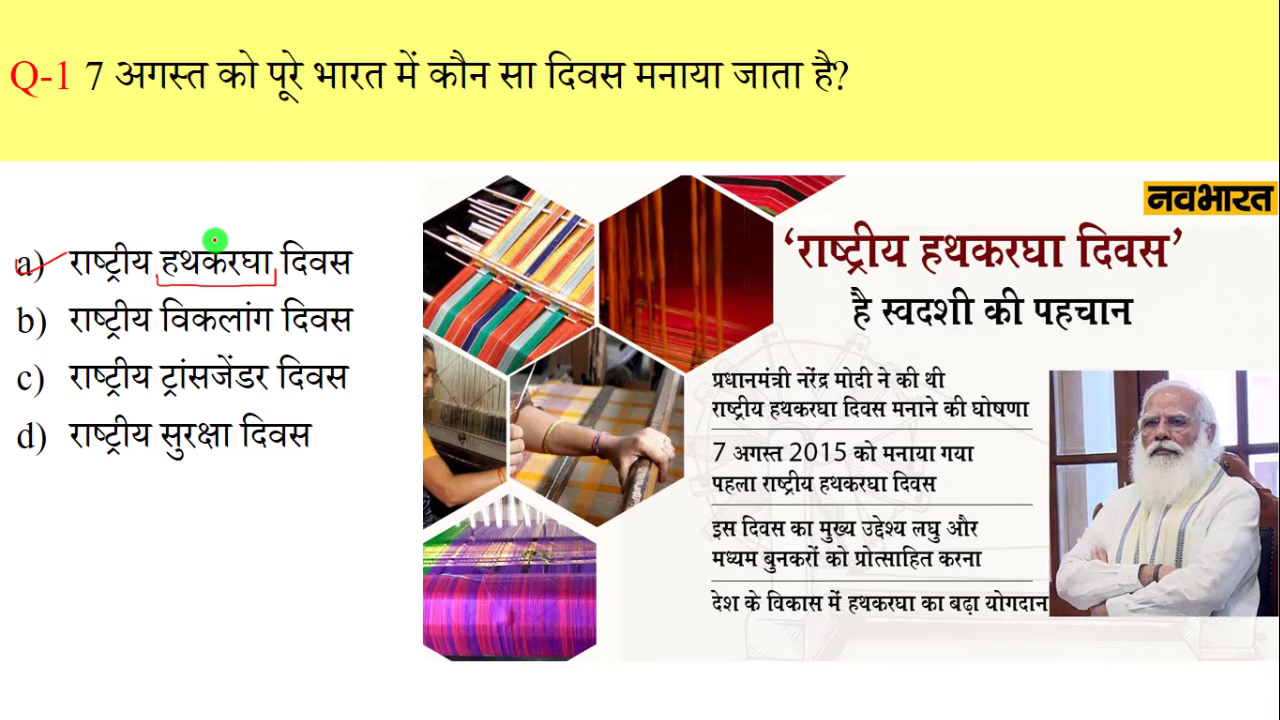 Q-1 7 अगस्त को पूरे भारत में कौन सा दिवस मनाया जाता है?
a) राष्ट्रीय हथकरघा दिवस
b) राष्ट्रीय विकलांग दिवस
c) राष्ट्रीय ट्रांसजेंडर दिवस
d) राष्ट्रीय सुरक्षा दिवस
नवभारत
‘राष्ट्रीय हथकरघा दिवस’
है स्वदशी की पहचान
प्रधानमंत्री नरेंद्र मोदी ने की थी
राष्ट्रीय हथकरघा दिवस मनाने की घोषणा
7 अगस्त 2015 को मनाया गया
पहला राष्ट्रीय हथकरघा दिवस
इस दिवस का मुख्य उद्देश्य लघु और
मध्यम बुनकरों को प्रोत्साहित करना
देश के विकास में हथकरघा का बढ़ा योगदान